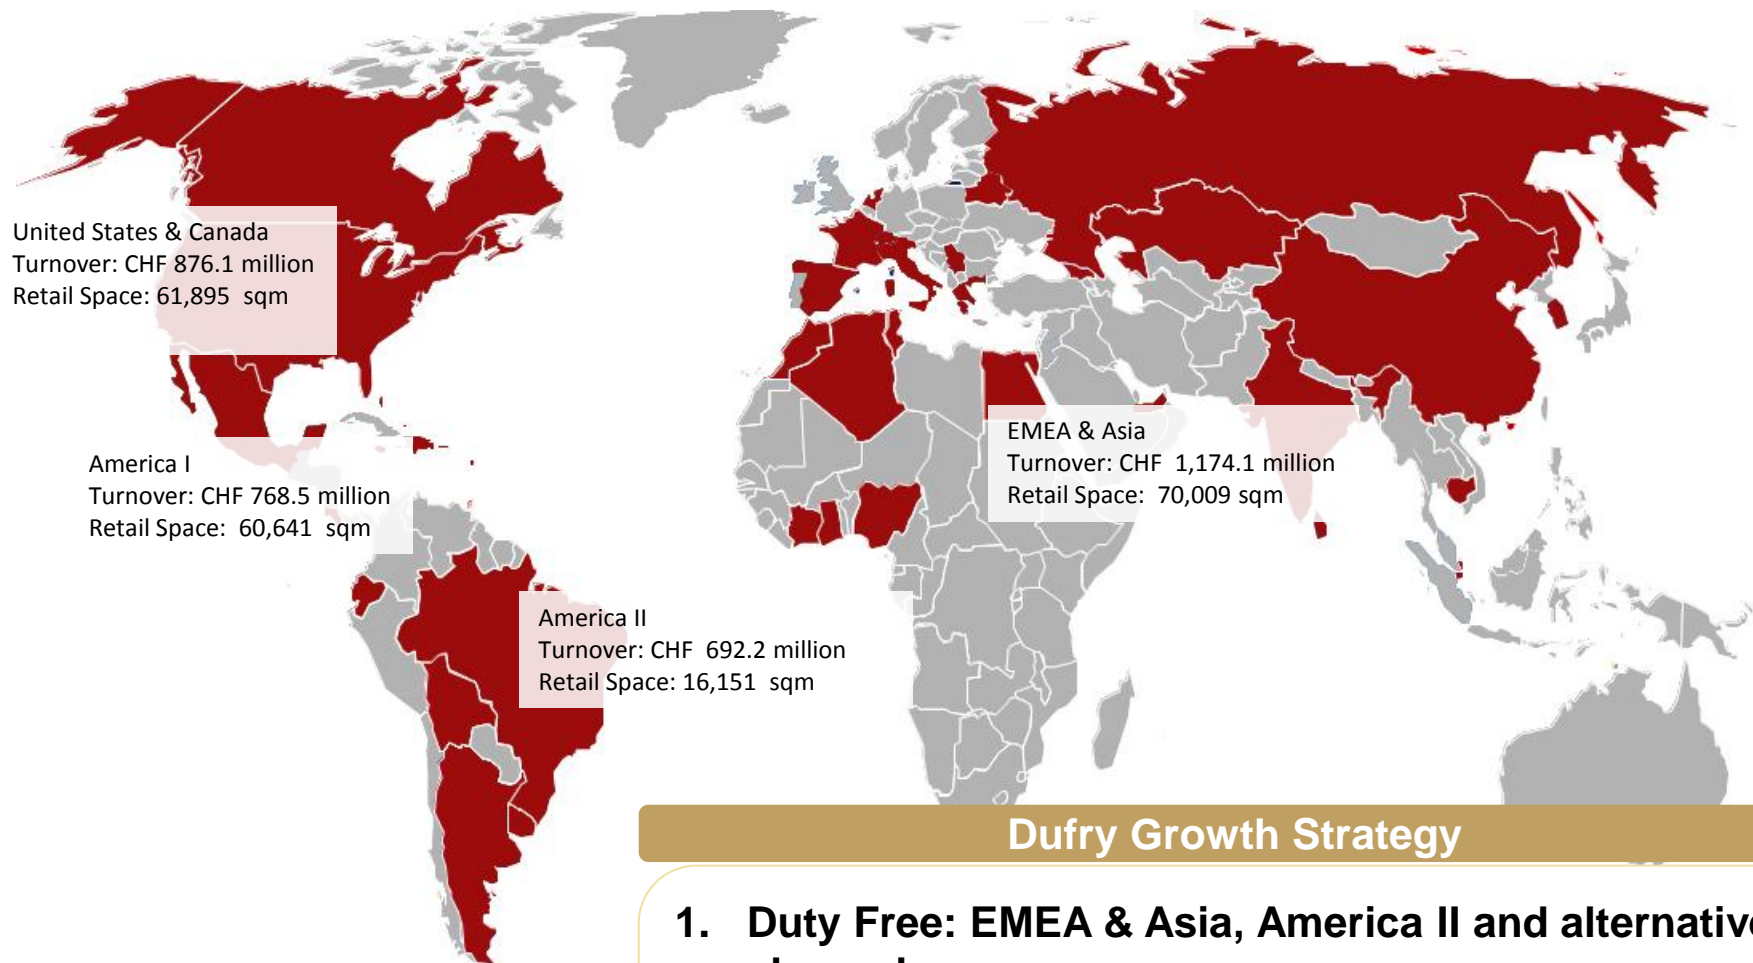 United States & Canada
Turnover: CHF 876.1 million
Retail Space: 61,895 sqm
America I
Turnover: CHF 768.5 million
Retail Space: 60,641 sqm
EMEA & Asia
Turnover: CHF 1,174.1 million
Retail Space: 70,009 sqm
America II
Turnover: CHF 692.2 million
Retail Space: 16,151 sqm
Dufry Growth Strategy
1. Duty Free: EMEA & Asia, America II and alternative